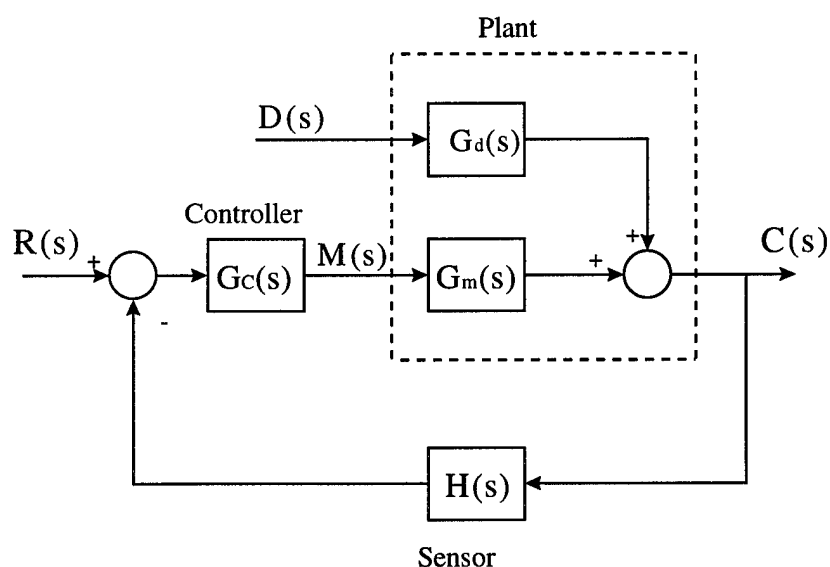 Plant
D(s)
Gd(s)
Controller
R(s)
+
GC(s)
M(s)
Gm(s)
+
+
C(s)
-
H(s)
Sensor